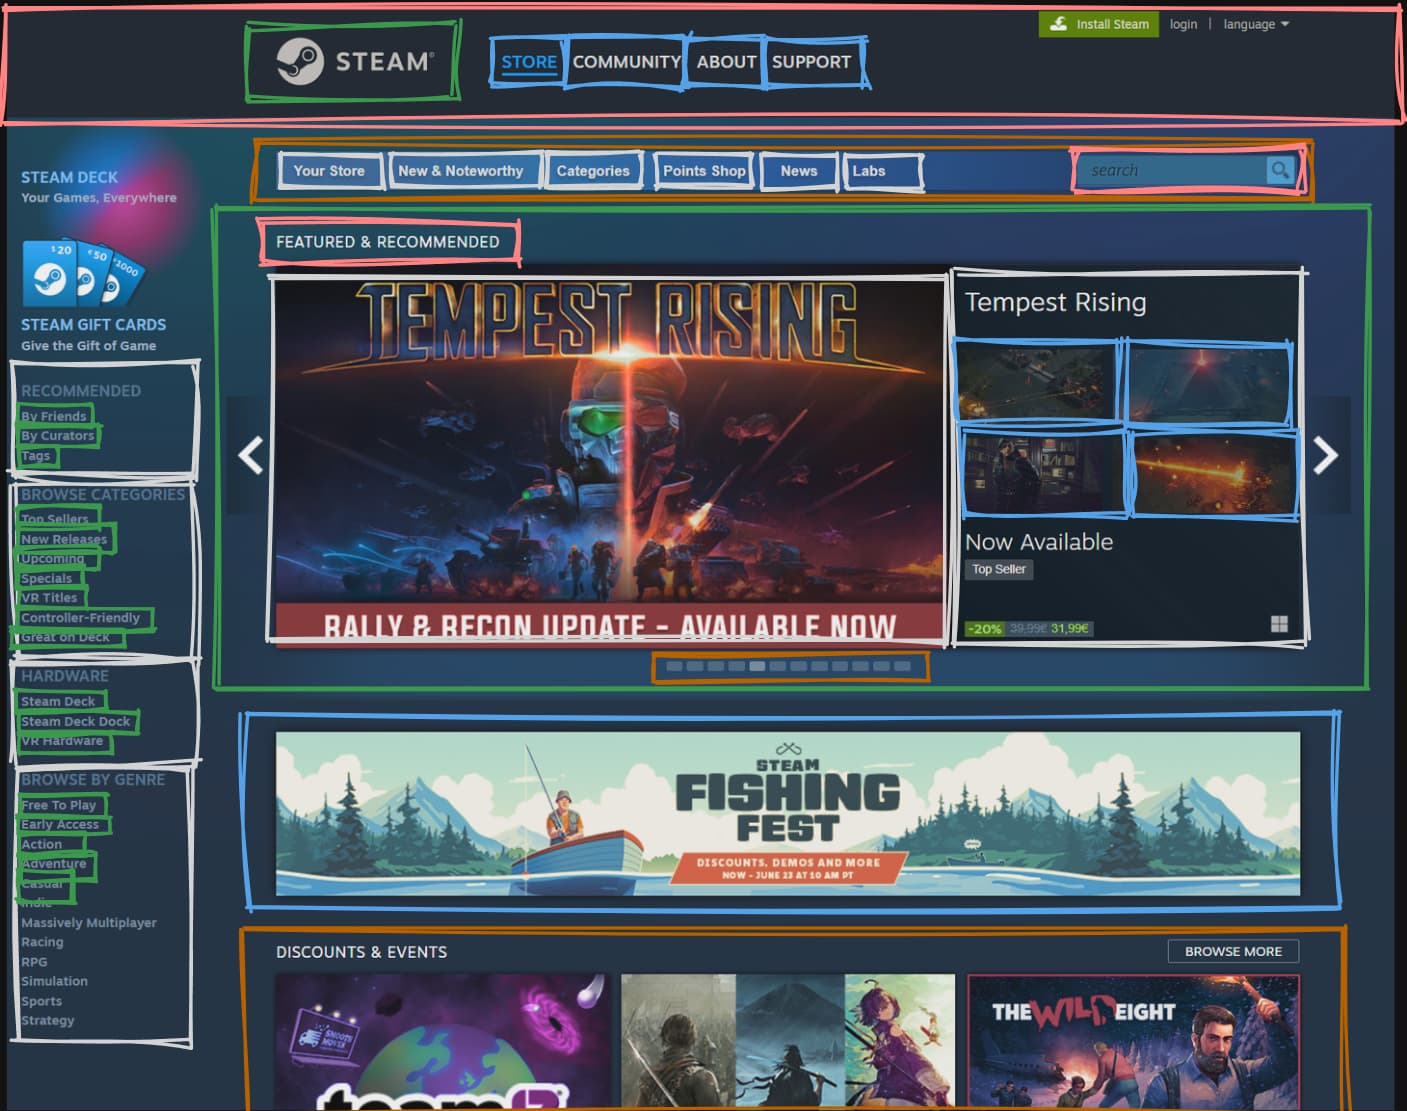 Install Steam login | language
STEAM®
STORE COMMUNITY ABOUT SUPPORT
Your Store New & Noteworthy Categories Points Shop News Labs search
STEAM DECK
Your Games, Everywhere
$20 €50 *1000
STEAM GIFT CARDS
Give the Gift of Game
RECOMMENDED
By Friends
By Curators
Tags
BROWSE CATEGORIES
Top Sellers
New Releases
Upcoming
Specials
VR Titles
Controller-Friendly
Great on Deck
HARDWARE
Steam Deck
Steam Deck Dock
VR Hardware
BROWSE BY GENRE
Free To Play
Early Access
Action
Adventure
Casual
Indie
Massively Multiplayer
Racing
RPG
Simulation
Sports
Strategy
FEATURED & RECOMMENDED
TEMPEST RISING
RALLY & RECON UPDATE - AVAILABLE NOW
Tempest Rising
Now Available
Top Seller
-20% 39,99€ 31,99€
STEAM
FISHING
FEST
DISCOUNTS, DEMOS AND MORE
NOW - JUNE 23 AT 10 AM PT
DISCOUNTS & EVENTS
BROWSE MORE
SMOOTH
MOVER
team
THE WILD EIGHT